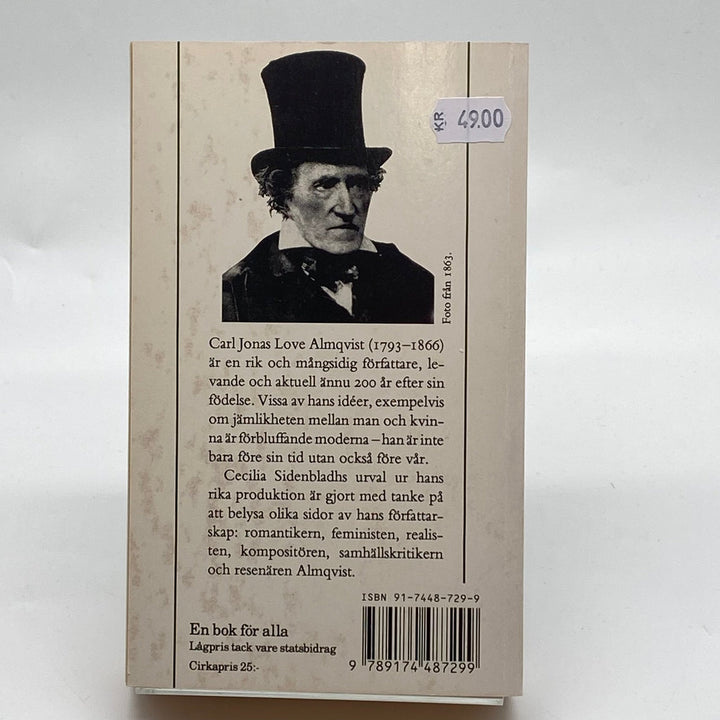 KR 49.00
Foto från 1863.
Carl Jonas Love Almqvist (1793–1866)
är en rik och mångsidig författare, le-
vande och aktuell ännu 200 år efter sin
födelse. Vissa av hans idéer, exempelvis
om jämlikheten mellan man och kvin-
na är förbluffande moderna – han är inte
bara före sin tid utan också före vår.
Cecilia Sidenbladhs urval ur hans
rika produktion är gjort med tanke på
att belysa olika sidor av hans författar-
skap: romantikern, feministen, realis-
ten, kompositören, samhällskritikern
och resenären Almqvist.
ISBN 91-7448-729-9
En bok för alla
Lågpris tack vare statsbidrag
Cirkapris 25:-
9 789174 487299